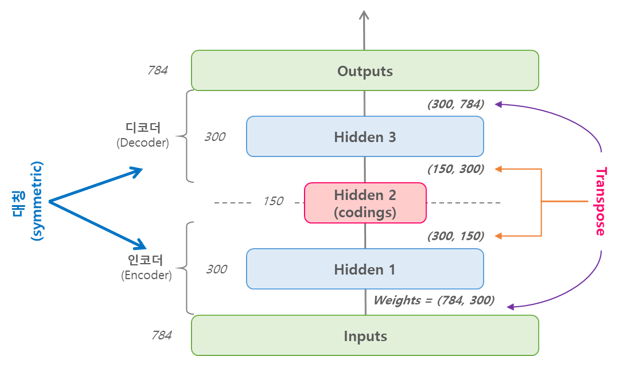 784
Outputs
(300, 784)
디코더
(Decoder)
300
Hidden 3
(150, 300)
Transpose
대칭
(symmetric)
150
Hidden 2
(codings)
(300, 150)
인코더
(Encoder)
300
Hidden 1
Weights = (784, 300)
784
Inputs